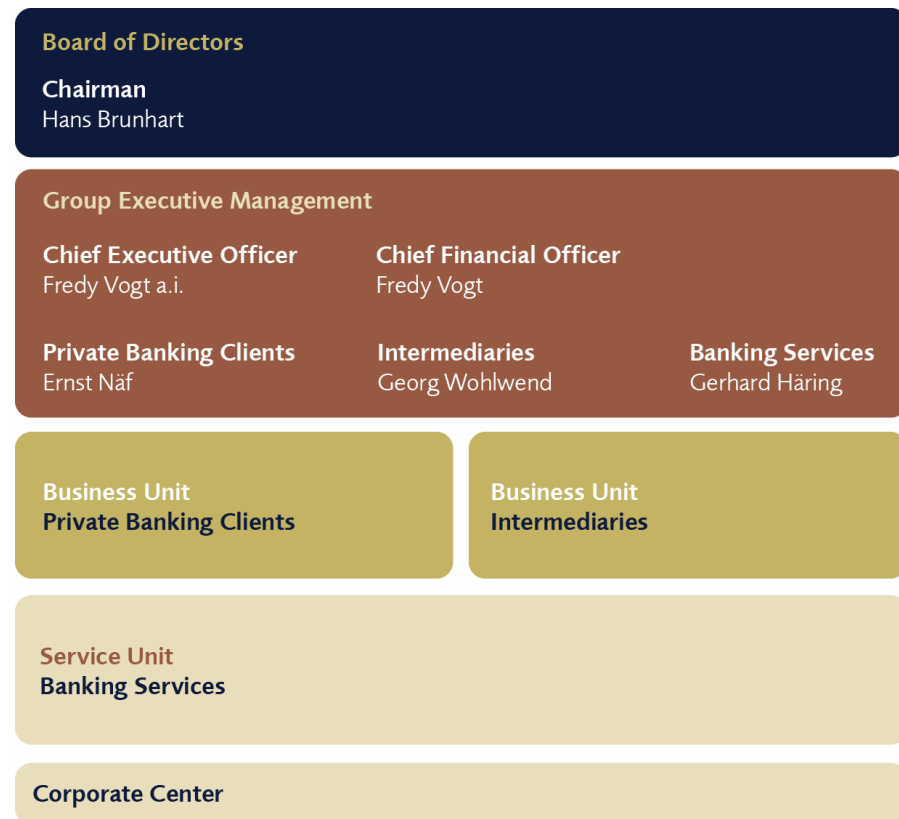 Board of Directors
Chairman
Hans Brunhart
Group Executive Management
Chief Executive Officer
Fredy Vogt a.i.
Chief Financial Officer
Fredy Vogt
Private Banking Clients
Ernst Näf
Intermediaries
Georg Wohlwend
Banking Services
Gerhard Häring
Business Unit
Private Banking Clients
Business Unit
Intermediaries
Service Unit
Banking Services
Corporate Center